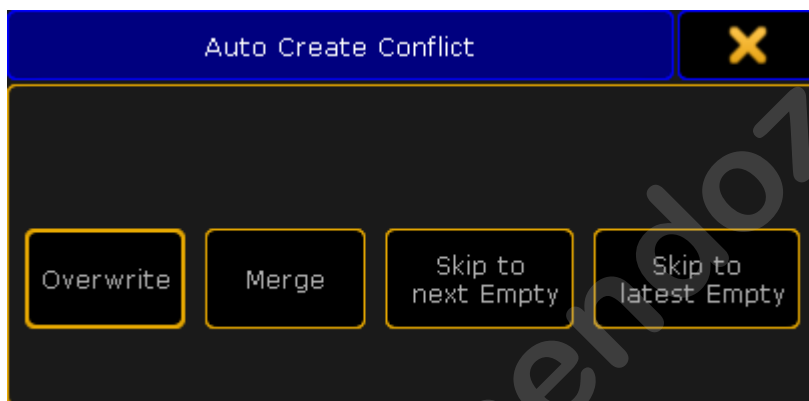 Auto Create Conflict
Overwrite
Merge
Skip to
next Empty
Skip to
latest Empty